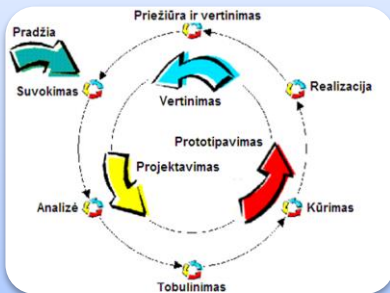 Priežiūra ir vertinimas
Pradžia
Suvokimas
Vertinimas
Realizacija
Prototipavimas
Projektavimas
Analizė
Kūrimas
Tobulinimas